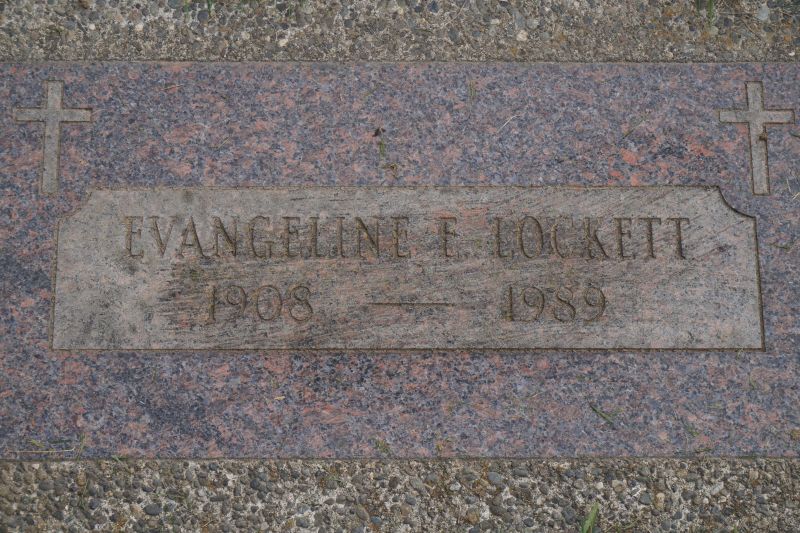 EVANGELINE E. LOCKETT
1908 — 1989